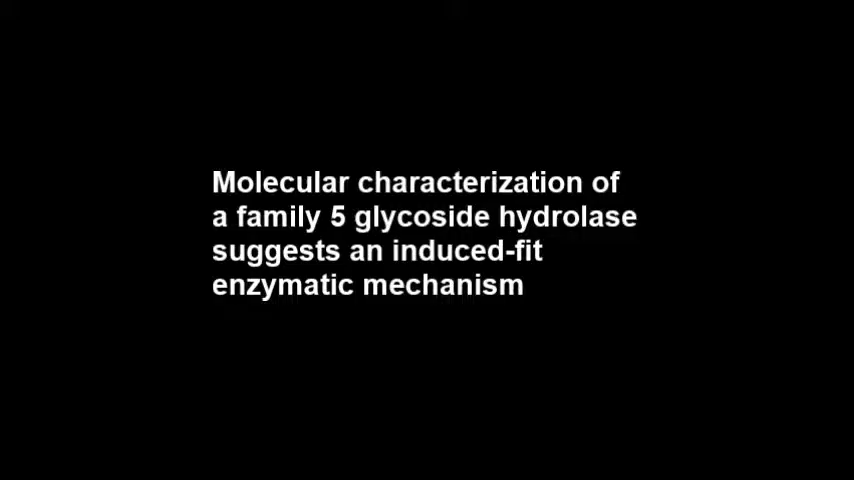 Molecular characterization of
a family 5 glycoside hydrolase
suggests an induced-fit
enzymatic mechanism